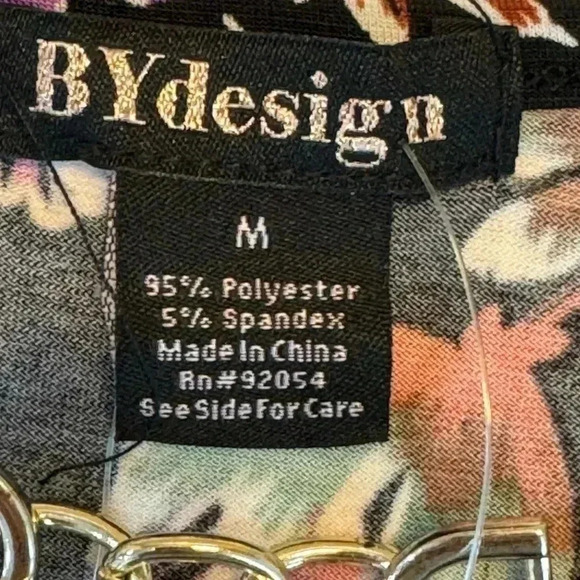 BYdesign
M
95% Polyester
5% Spandex
Made In China
Rn#92054
See Side For Care